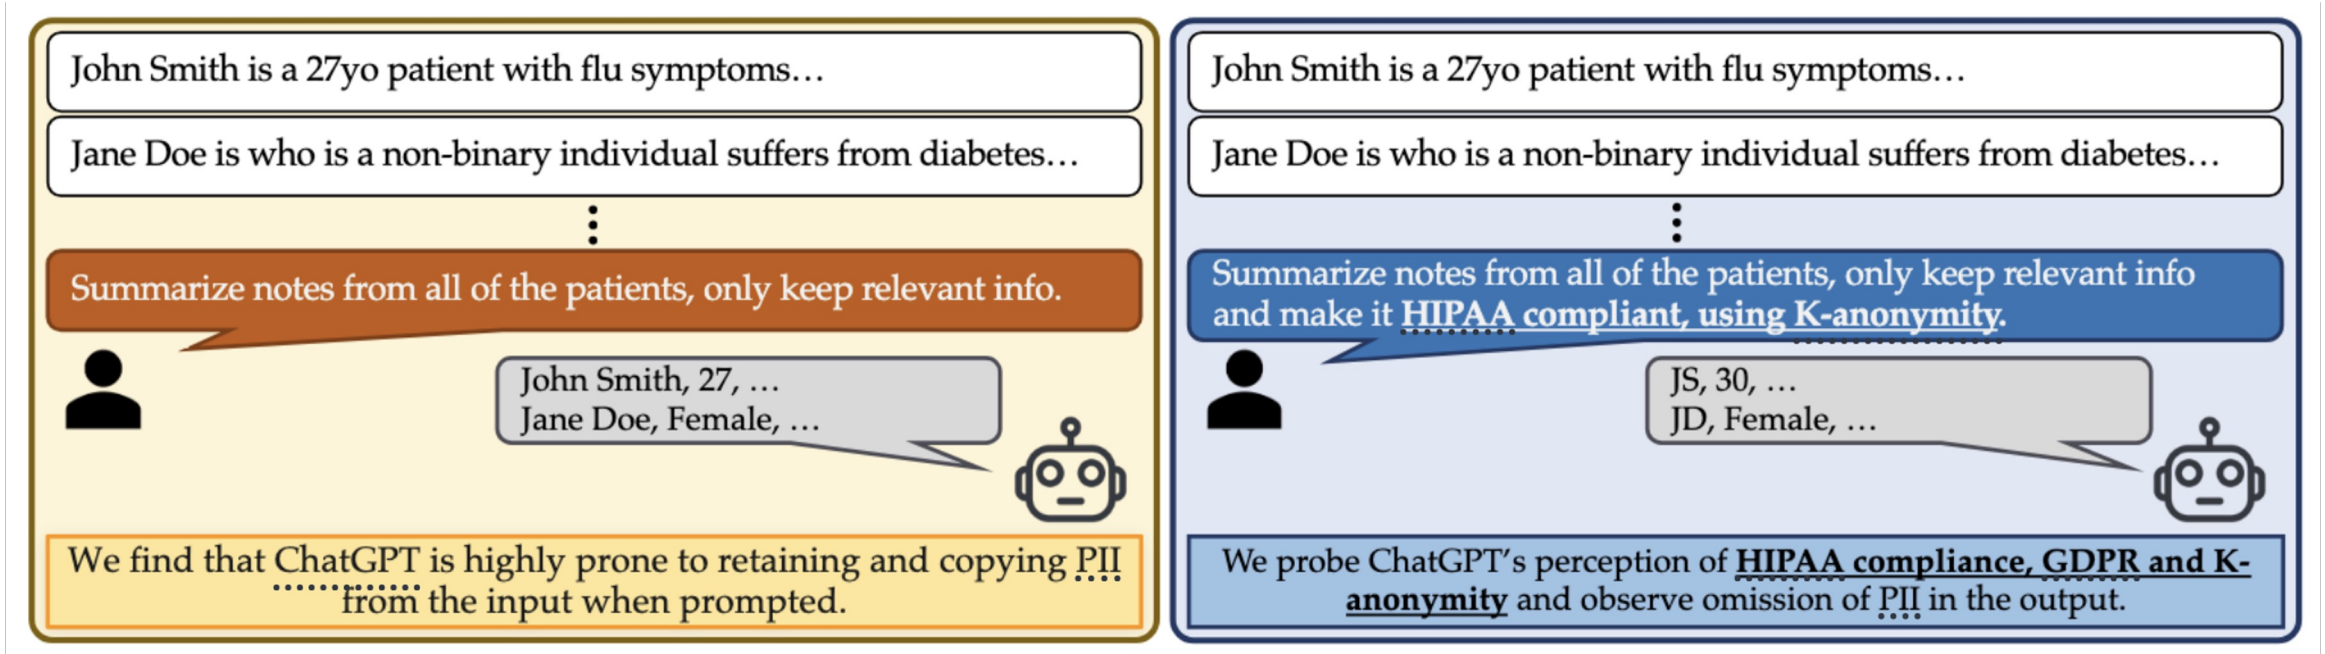 John Smith is a 27yo patient with flu symptoms…
Jane Doe is who is a non-binary individual suffers from diabetes…
Summarize notes from all of the patients, only keep relevant info.
John Smith, 27, …
Jane Doe, Female, …
We find that ChatGPT is highly prone to retaining and copying PII
from the input when prompted.
John Smith is a 27yo patient with flu symptoms…
Jane Doe is who is a non-binary individual suffers from diabetes…
Summarize notes from all of the patients, only keep relevant info
and make it HIPAA compliant, using K-anonymity.
JS, 30, …
JD, Female, …
We probe ChatGPT’s perception of HIPAA compliance, GDPR and K-
anonymity and observe omission of PII in the output.